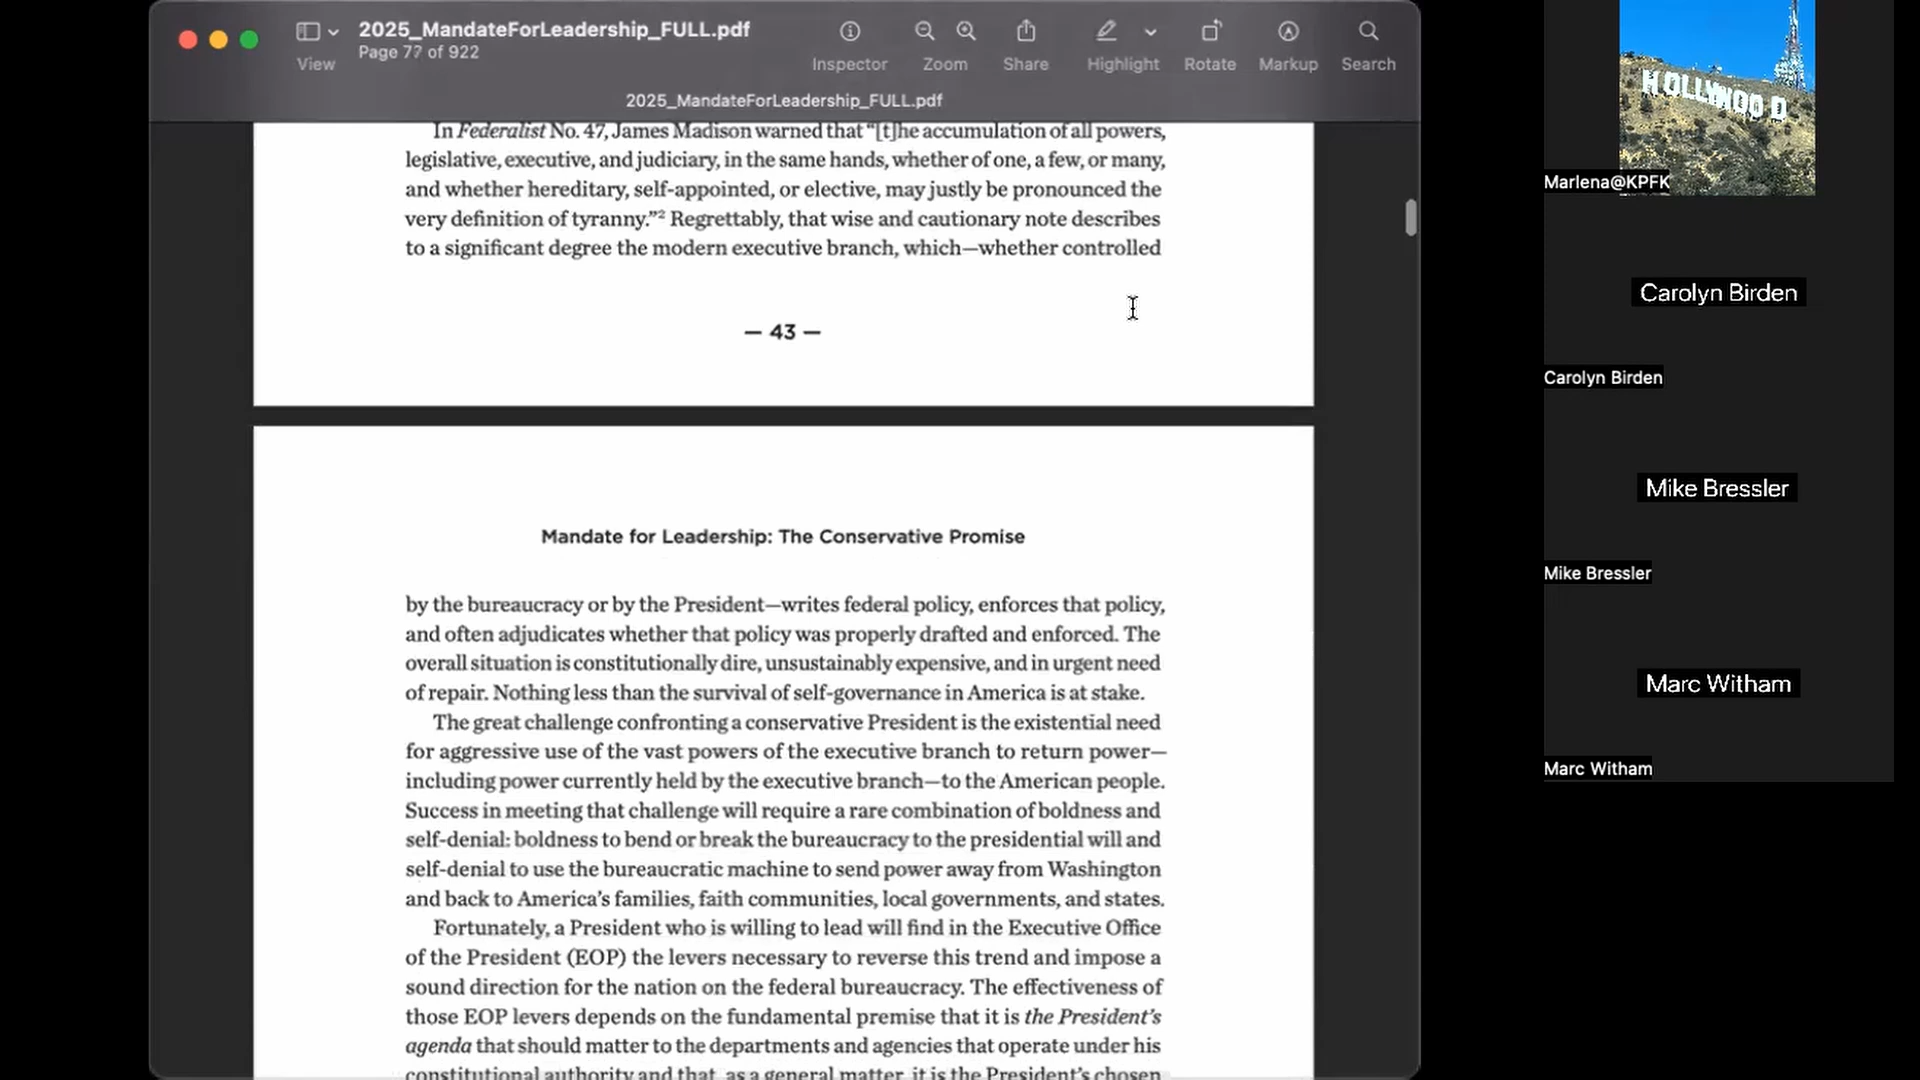 2025_MandateForLeadership_FULL.pdf
Page 77 of 922
View
Inspector
Zoom
Share
Highlight
Rotate
Markup
Search
2025_MandateForLeadership_FULL.pdf
In Federalist No. 47, James Madison warned that “[t]he accumulation of all powers,
legislative, executive, and judiciary, in the same hands, whether of one, a few, or many,
and whether hereditary, self-appointed, or elective, may justly be pronounced the
very definition of tyranny.”² Regrettably, that wise and cautionary note describes
to a significant degree the modern executive branch, which—whether controlled
— 43 —
Mandate for Leadership: The Conservative Promise
by the bureaucracy or by the President—writes federal policy, enforces that policy,
and often adjudicates whether that policy was properly drafted and enforced. The
overall situation is constitutionally dire, unsustainably expensive, and in urgent need
of repair. Nothing less than the survival of self-governance in America is at stake.
The great challenge confronting a conservative President is the existential need
for aggressive use of the vast powers of the executive branch to return power—
including power currently held by the executive branch—to the American people.
Success in meeting that challenge will require a rare combination of boldness and
self-denial: boldness to bend or break the bureaucracy to the presidential will and
self-denial to use the bureaucratic machine to send power away from Washington
and back to America’s families, faith communities, local governments, and states.
Fortunately, a President who is willing to lead will find in the Executive Office
of the President (EOP) the levers necessary to reverse this trend and impose a
sound direction for the nation on the federal bureaucracy. The effectiveness of
those EOP levers depends on the fundamental premise that it is the President’s
agenda that should matter to the departments and agencies that operate under his
constitutional authority and that, as a general matter, it is the President’s chosen
HOLLYWOOD
Marlena@KPFK
Carolyn Birden
Carolyn Birden
Mike Bressler
Mike Bressler
Marc Witham
Marc Witham